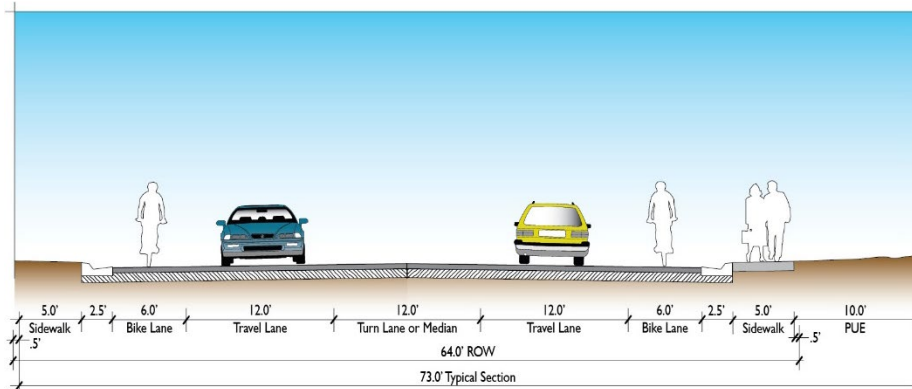 5.0' 2.5' 6.0' 12.0' 12.0' 12.0' 6.0' 2.5' 5.0' 10.0'
Sidewalk Bike Lane Travel Lane Turn Lane or Median Travel Lane Bike Lane Sidewalk PUE
.5' .5'
64.0' ROW
73.0' Typical Section